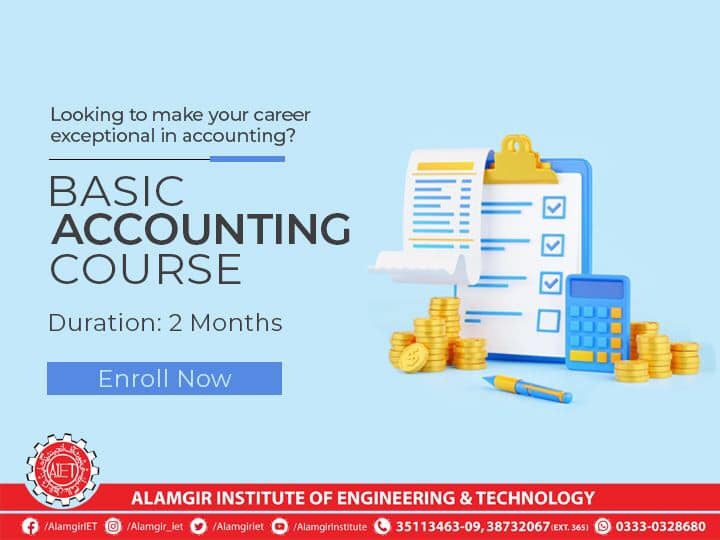 Looking to make your career
exceptional in accounting?
BASIC
ACCOUNTING
COURSE
Duration: 2 Months
Enroll Now
AIET
ALAMGIR INSTITUTE OF ENGINEERING & TECHNOLOGY
/AlamgirIET /Alamgir_iet /Alamgiriet /AlamgirInstitute 35113463-09, 38732067 (EXT. 365) 0333-0328680